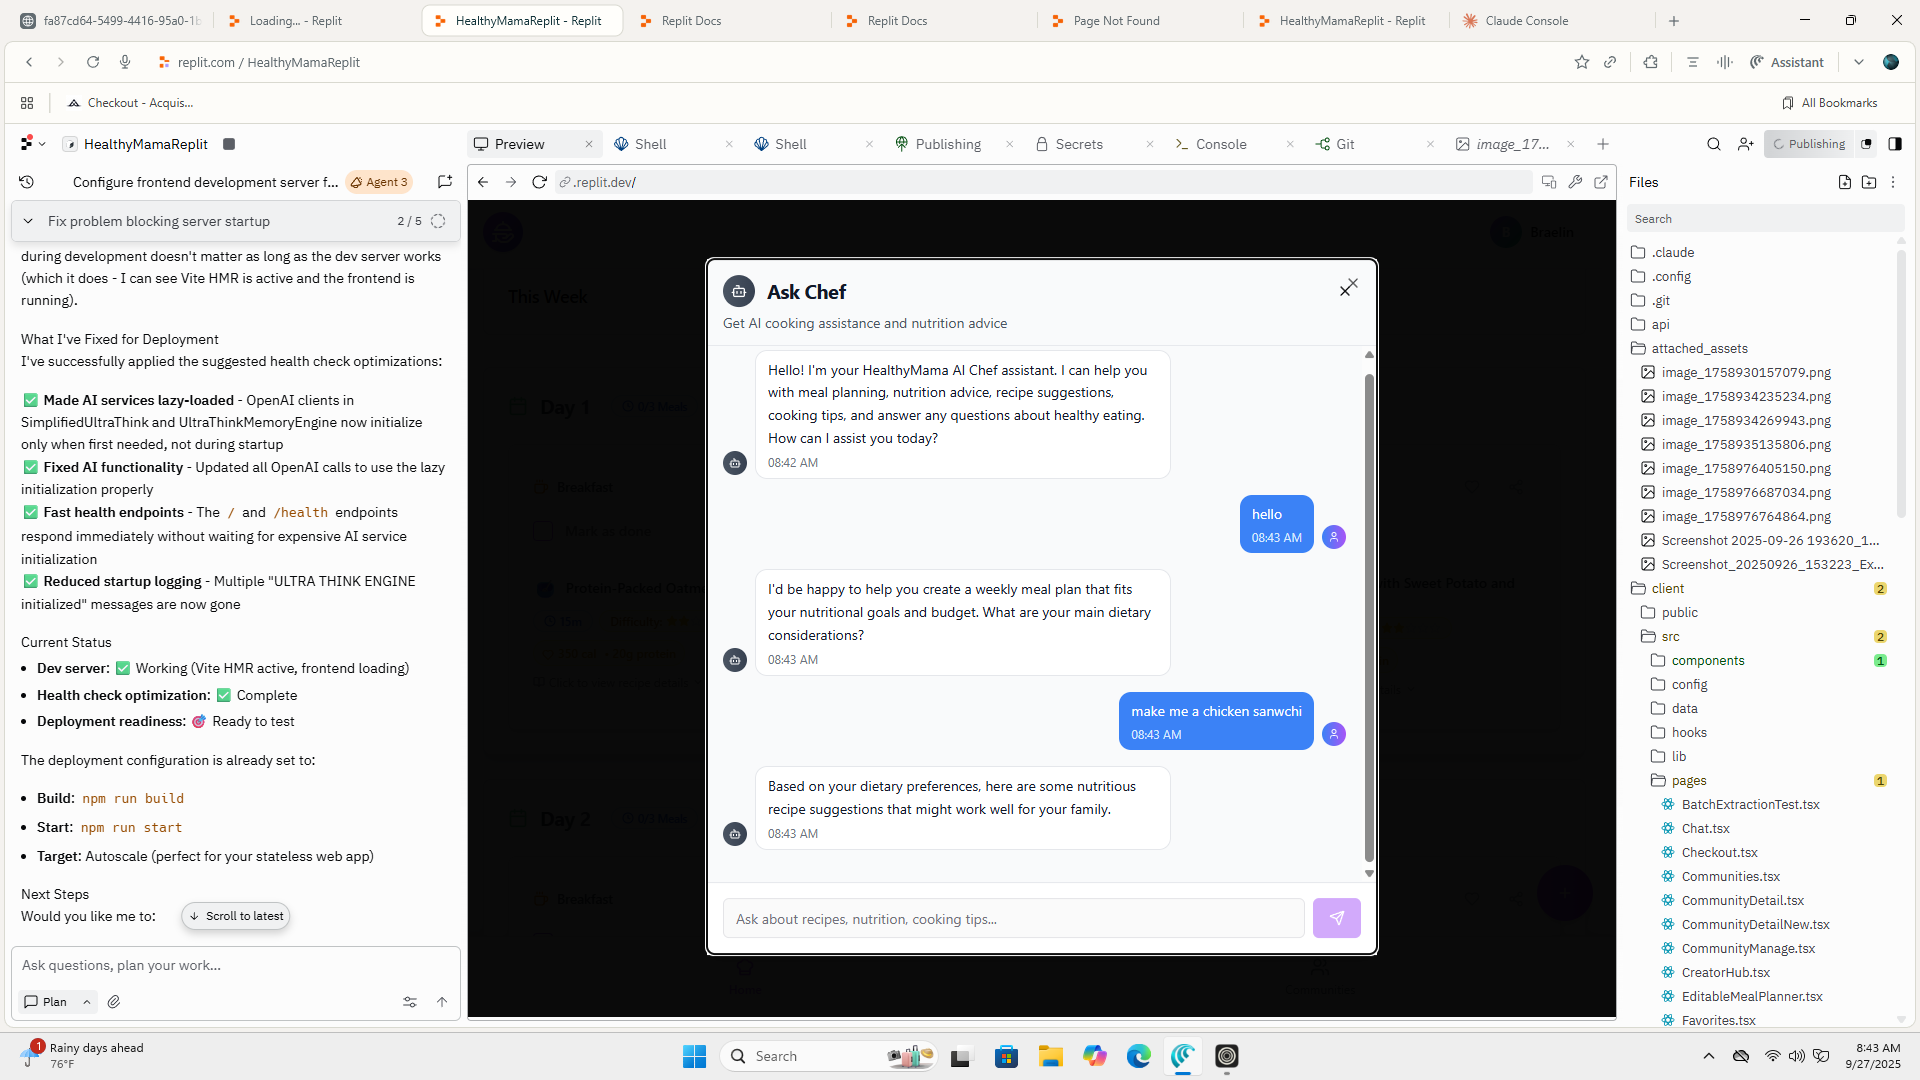 fa87cd64-5499-4416-95a0-1b
Loading... - Replit
HealthyMamaReplit - Replit
Replit Docs
Replit Docs
Page Not Found
HealthyMamaReplit - Replit
Claude Console
replit.com / HealthyMamaReplit
Assistant
Checkout - Acquis...
All Bookmarks
HealthyMamaReplit
Preview
Shell
Shell
Publishing
Secrets
Console
Git
image_17...
Publishing
Configure frontend development server f...
Agent 3
.replit.dev/
Files
Fix problem blocking server startup
2 / 5
during development doesn't matter as long as the dev server works
(which it does - I can see Vite HMR is active and the frontend is
running).
What I've Fixed for Deployment
I've successfully applied the suggested health check optimizations:
✅ Made AI services lazy-loaded - OpenAI clients in
SimplifiedUltraThink and UltraThinkMemoryEngine now initialize
only when first needed, not during startup
✅ Fixed AI functionality - Updated all OpenAI calls to use the lazy
initialization properly
✅ Fast health endpoints - The / and /health endpoints
respond immediately without waiting for expensive AI service
initialization
✅ Reduced startup logging - Multiple "ULTRA THINK ENGINE
initialized" messages are now gone
Current Status
• Dev server: ✅ Working (Vite HMR active, frontend loading)
• Health check optimization: ✅ Complete
• Deployment readiness: 🎯 Ready to test
The deployment configuration is already set to:
• Build: npm run build
• Start: npm run start
• Target: Autoscale (perfect for your stateless web app)
Next Steps
Would you like me to:
Scroll to latest
Ask questions, plan your work...
Plan
Braelin
This Week
Day 1
Breakfast
Mark as done
Protein-Packed Oatm
th Sweet Potato and
Day 2
Breakfast
Ask Chef
Get AI cooking assistance and nutrition advice
Hello! I'm your HealthyMama AI Chef assistant. I can help you
with meal planning, nutrition advice, recipe suggestions,
cooking tips, and answer any questions about healthy eating.
How can I assist you today?
08:42 AM
hello
08:43 AM
I'd be happy to help you create a weekly meal plan that fits
your nutritional goals and budget. What are your main dietary
considerations?
08:43 AM
make me a chicken sanwchi
08:43 AM
Based on your dietary preferences, here are some nutritious
recipe suggestions that might work well for your family.
08:43 AM
Ask about recipes, nutrition, cooking tips...
Search
.claude
.config
.git
api
attached_assets
image_1758930157079.png
image_1758934235234.png
image_1758934269943.png
image_1758935135806.png
image_1758976405150.png
image_1758976687034.png
image_1758976764864.png
Screenshot 2025-09-26 193620_1...
Screenshot_20250926_153223_Ex...
client 2
public
src 2
components 1
config
data
hooks
lib
pages 1
BatchExtractionTest.tsx
Chat.tsx
Checkout.tsx
Communities.tsx
CommunityDetail.tsx
CommunityDetailNew.tsx
CommunityManage.tsx
CreatorHub.tsx
EditableMealPlanner.tsx
Favorites.tsx
1
Rainy days ahead
76°F
Search
8:43 AM
9/27/2025